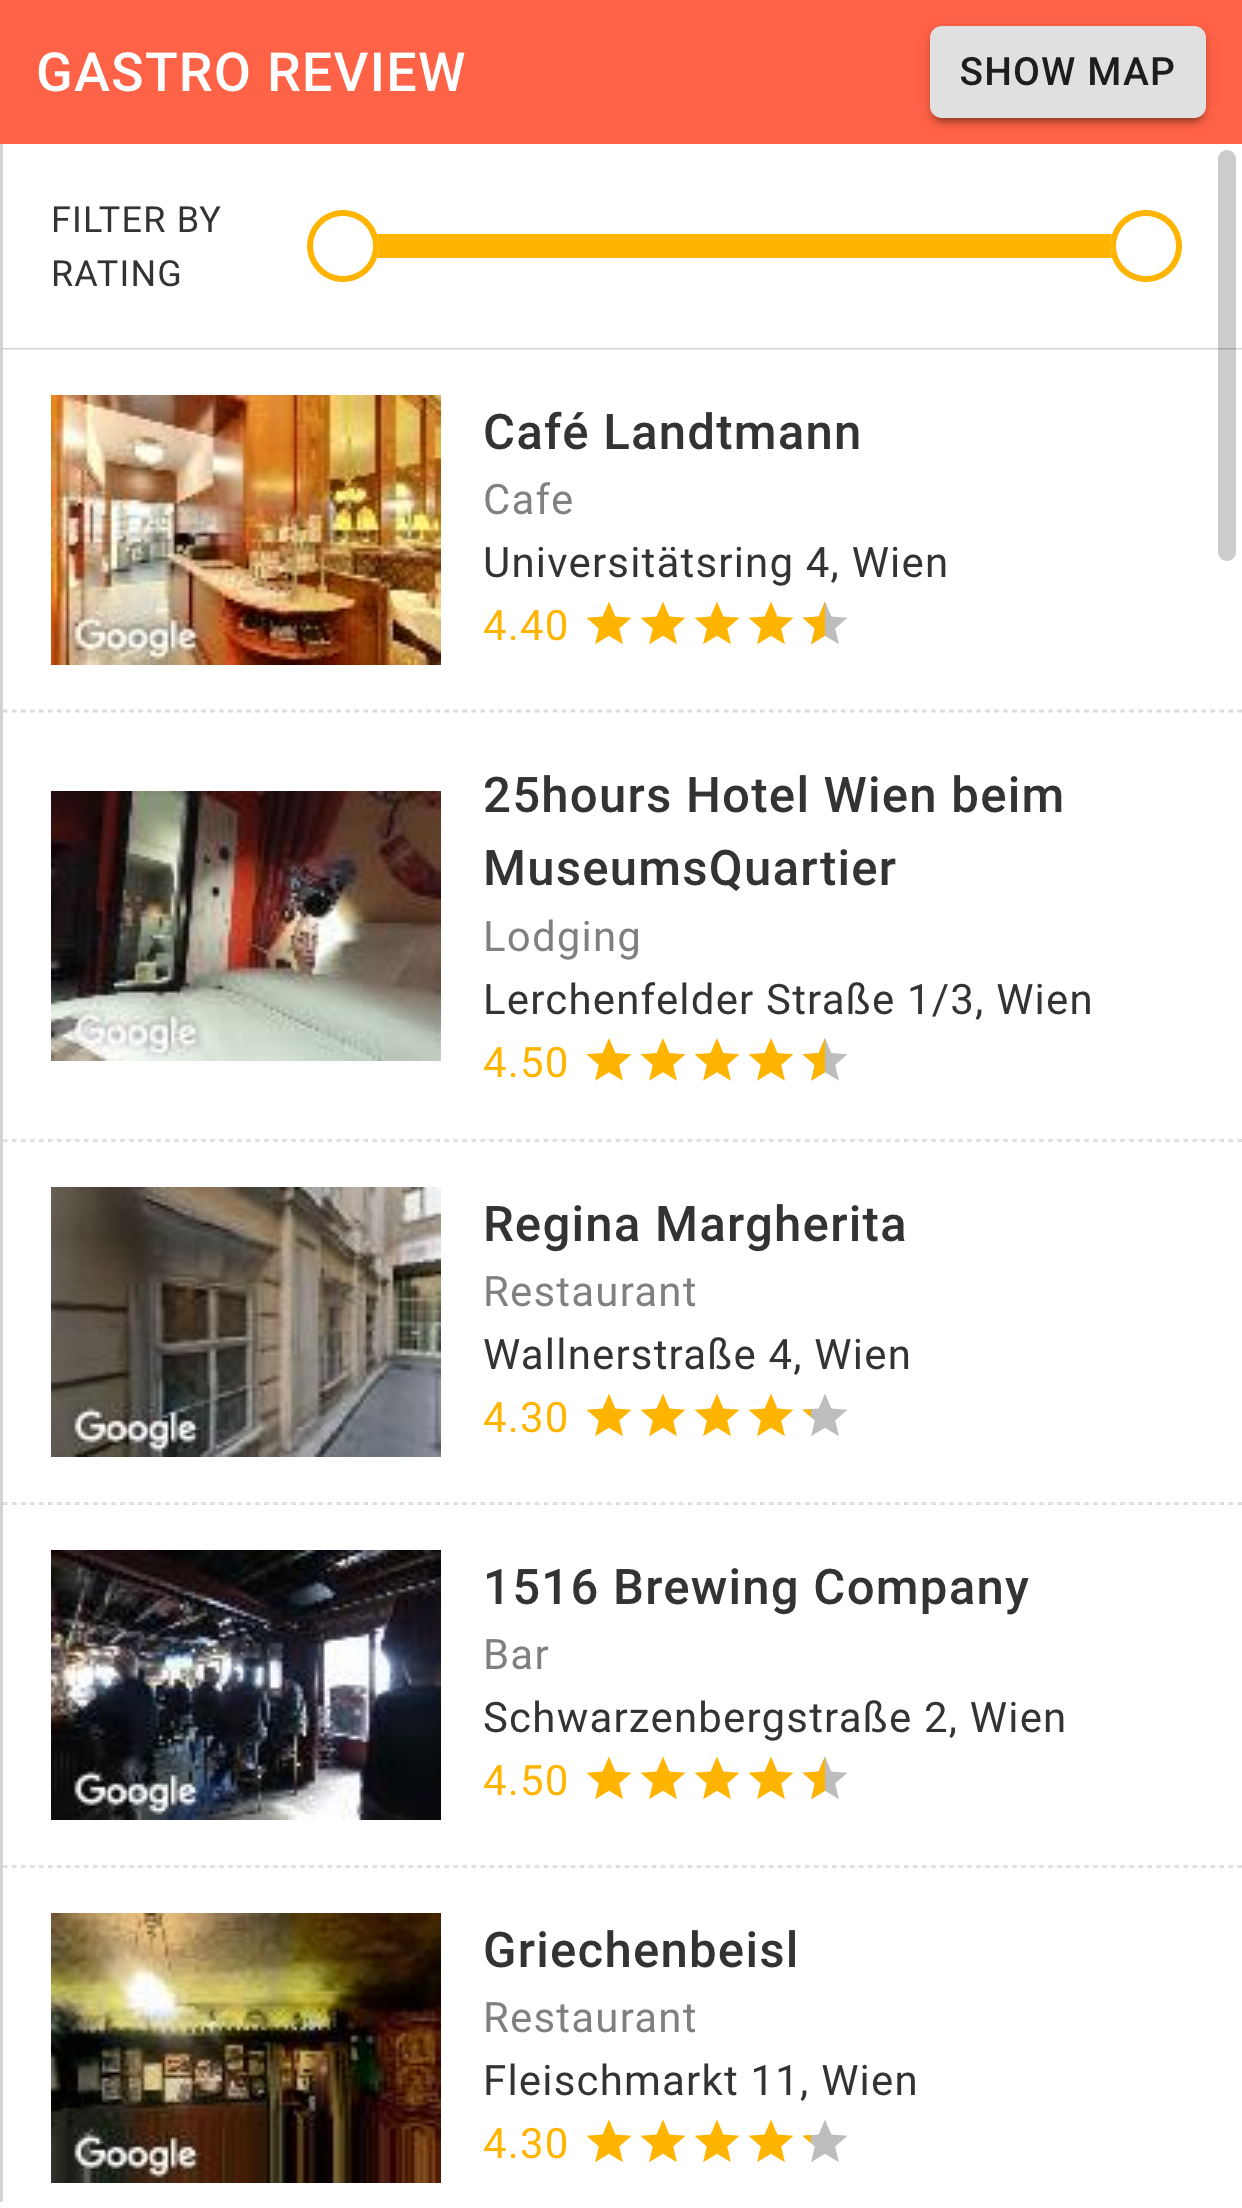 GASTRO REVIEW
SHOW MAP
FILTER BY
RATING
Café Landtmann
Cafe
Universitätsring 4, Wien
4.40
Google
25hours Hotel Wien beim
MuseumsQuartier
Lodging
Lerchenfelder Straße 1/3, Wien
4.50
Google
Regina Margherita
Restaurant
Wallnerstraße 4, Wien
4.30
Google
1516 Brewing Company
Bar
Schwarzenbergstraße 2, Wien
4.50
Google
Griechenbeisl
Restaurant
Fleischmarkt 11, Wien
4.30
Google